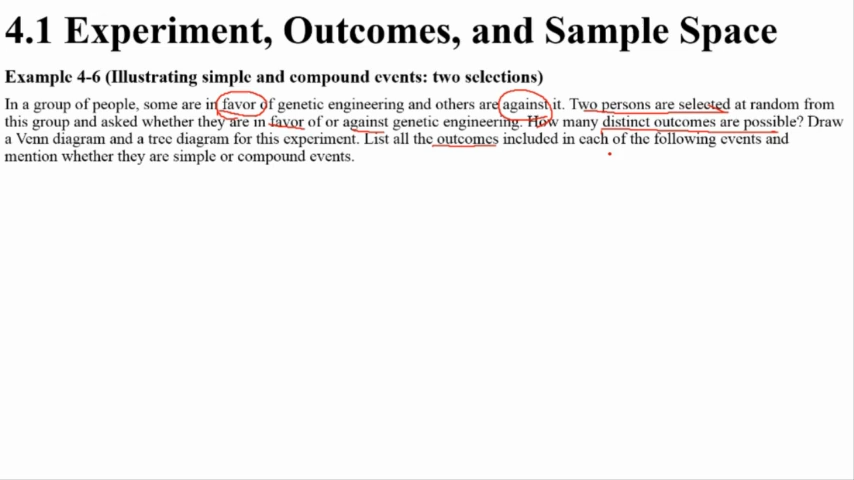 4.1 Experiment, Outcomes, and Sample Space
Example 4-6 (Illustrating simple and compound events: two selections)
In a group of people, some are in favor of genetic engineering and others are against it. Two persons are selected at random from
this group and asked whether they are in favor of or against genetic engineering. How many distinct outcomes are possible? Draw
a Venn diagram and a tree diagram for this experiment. List all the outcomes included in each of the following events and
mention whether they are simple or compound events.